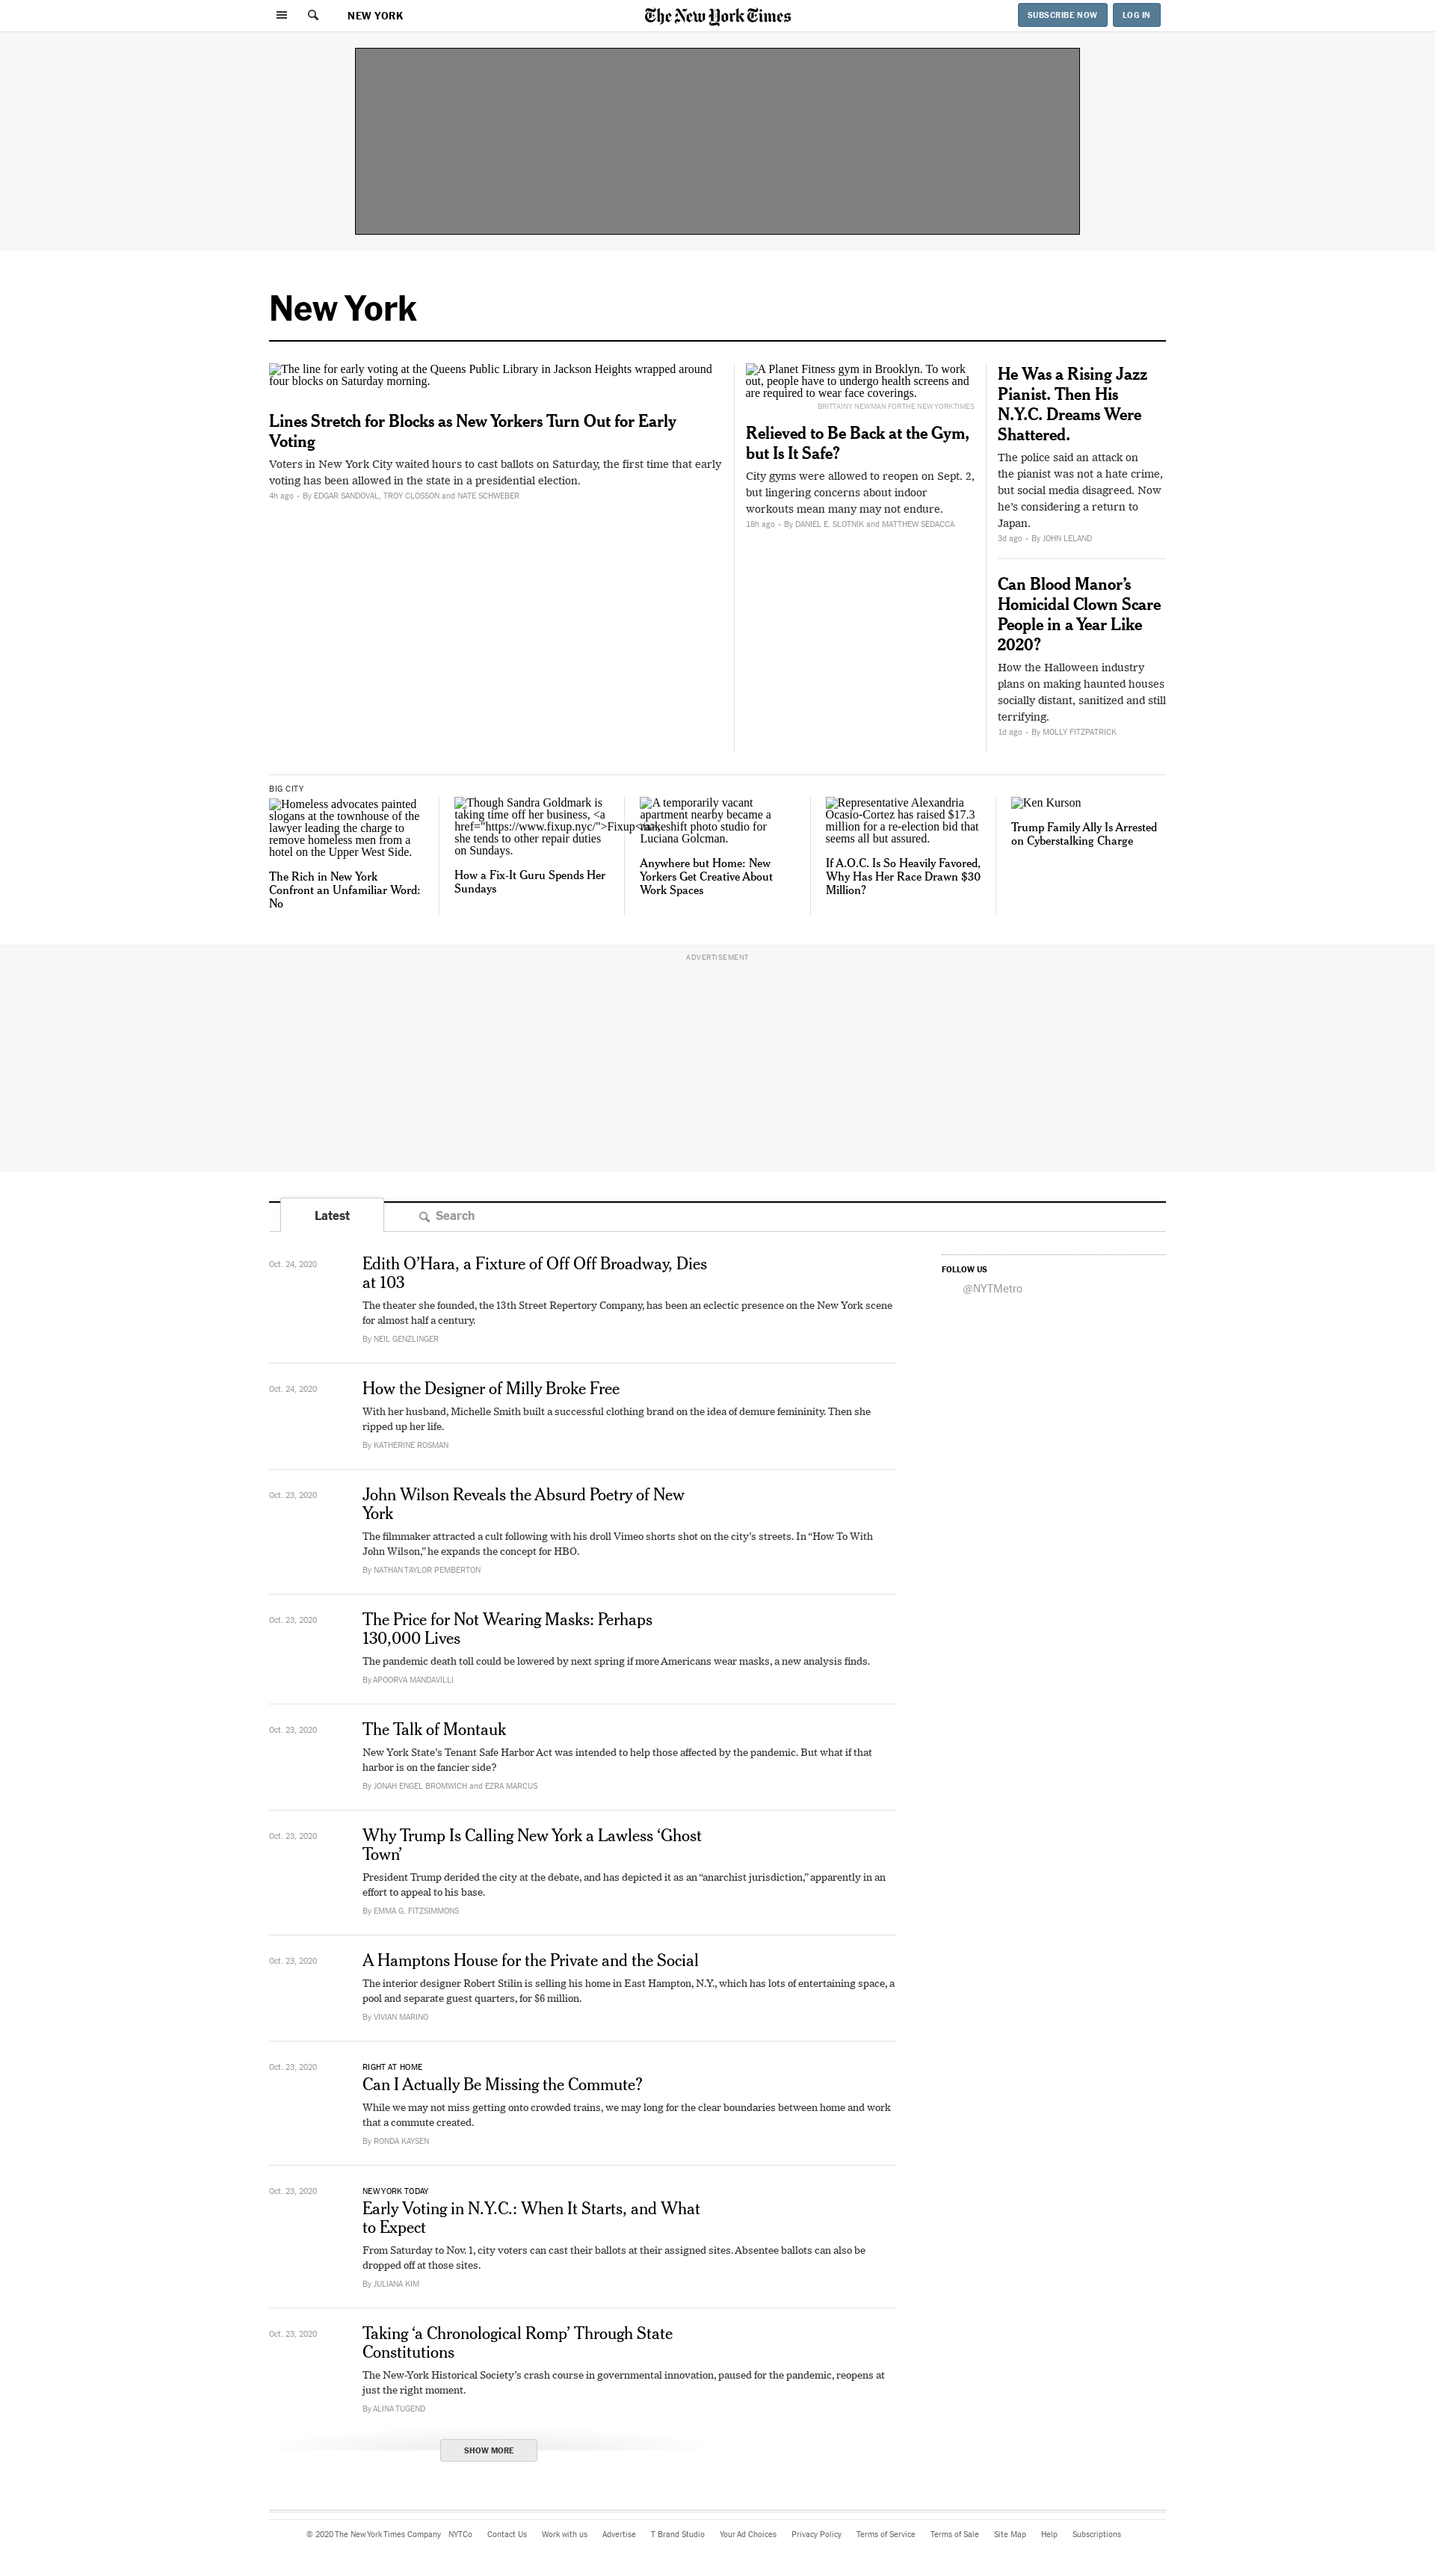 NEW YORK
The New York Times
SUBSCRIBE NOW
LOG IN
New York
The line for early voting at the Queens Public Library in Jackson Heights wrapped around
four blocks on Saturday morning.
Lines Stretch for Blocks as New Yorkers Turn Out for Early
Voting
Voters in New York City waited hours to cast ballots on Saturday, the first time that early
voting has been allowed in the state in a presidential election.
4h ago • By EDGAR SANDOVAL, TROY CLOSSON and NATE SCHWEBER
A Planet Fitness gym in Brooklyn. To work
out, people have to undergo health screens and
are required to wear face coverings.
BRITTAINY NEWMAN FOR THE NEW YORK TIMES
Relieved to Be Back at the Gym,
but Is It Safe?
City gyms were allowed to reopen on Sept. 2,
but lingering concerns about indoor
workouts mean many may not endure.
18h ago • By DANIEL E. SLOTNIK and MATTHEW SEDACCA
He Was a Rising Jazz
Pianist. Then His
N.Y.C. Dreams Were
Shattered.
The police said an attack on
the pianist was not a hate crime,
but social media disagreed. Now
he’s considering a return to
Japan.
3d ago • By JOHN LELAND
Can Blood Manor’s
Homicidal Clown Scare
People in a Year Like
2020?
How the Halloween industry
plans on making haunted houses
socially distant, sanitized and still
terrifying.
1d ago • By MOLLY FITZPATRICK
BIG CITY
Homeless advocates painted
slogans at the townhouse of the
lawyer leading the charge to
remove homeless men from a
hotel on the Upper West Side.
The Rich in New York
Confront an Unfamiliar Word:
No
Though Sandra Goldmark is
taking time off her business, <a
href="https://www.fixup.nyc/">Fixup</a>,
she tends to other repair duties
on Sundays.
How a Fix-It Guru Spends Her
Sundays
A temporarily vacant
apartment nearby became a
makeshift photo studio for
Luciana Golcman.
Anywhere but Home: New
Yorkers Get Creative About
Work Spaces
Representative Alexandria
Ocasio-Cortez has raised $17.3
million for a re-election bid that
seems all but assured.
If A.O.C. Is So Heavily Favored,
Why Has Her Race Drawn $30
Million?
Ken Kurson
Trump Family Ally Is Arrested
on Cyberstalking Charge
ADVERTISEMENT
Latest
Search
Oct. 24, 2020
Edith O’Hara, a Fixture of Off Off Broadway, Dies
at 103
The theater she founded, the 13th Street Repertory Company, has been an eclectic presence on the New York scene
for almost half a century.
By NEIL GENZLINGER
FOLLOW US
@NYTMetro
Oct. 24, 2020
How the Designer of Milly Broke Free
With her husband, Michelle Smith built a successful clothing brand on the idea of demure femininity. Then she
ripped up her life.
By KATHERINE ROSMAN
Oct. 23, 2020
John Wilson Reveals the Absurd Poetry of New
York
The filmmaker attracted a cult following with his droll Vimeo shorts shot on the city’s streets. In “How To With
John Wilson,” he expands the concept for HBO.
By NATHAN TAYLOR PEMBERTON
Oct. 23, 2020
The Price for Not Wearing Masks: Perhaps
130,000 Lives
The pandemic death toll could be lowered by next spring if more Americans wear masks, a new analysis finds.
By APOORVA MANDAVILLI
Oct. 23, 2020
The Talk of Montauk
New York State’s Tenant Safe Harbor Act was intended to help those affected by the pandemic. But what if that
harbor is on the fancier side?
By JONAH ENGEL BROMWICH and EZRA MARCUS
Oct. 23, 2020
Why Trump Is Calling New York a Lawless ‘Ghost
Town’
President Trump derided the city at the debate, and has depicted it as an “anarchist jurisdiction,” apparently in an
effort to appeal to his base.
By EMMA G. FITZSIMMONS
Oct. 23, 2020
A Hamptons House for the Private and the Social
The interior designer Robert Stilin is selling his home in East Hampton, N.Y., which has lots of entertaining space, a
pool and separate guest quarters, for $6 million.
By VIVIAN MARINO
Oct. 23, 2020
RIGHT AT HOME
Can I Actually Be Missing the Commute?
While we may not miss getting onto crowded trains, we may long for the clear boundaries between home and work
that a commute created.
By RONDA KAYSEN
Oct. 23, 2020
NEW YORK TODAY
Early Voting in N.Y.C.: When It Starts, and What
to Expect
From Saturday to Nov. 1, city voters can cast their ballots at their assigned sites. Absentee ballots can also be
dropped off at those sites.
By JULIANA KIM
Oct. 23, 2020
Taking ‘a Chronological Romp’ Through State
Constitutions
The New-York Historical Society’s crash course in governmental innovation, paused for the pandemic, reopens at
just the right moment.
By ALINA TUGEND
SHOW MORE
© 2020 The New York Times Company NYTCo Contact Us Work with us Advertise T Brand Studio Your Ad Choices Privacy Policy Terms of Service Terms of Sale Site Map Help Subscriptions